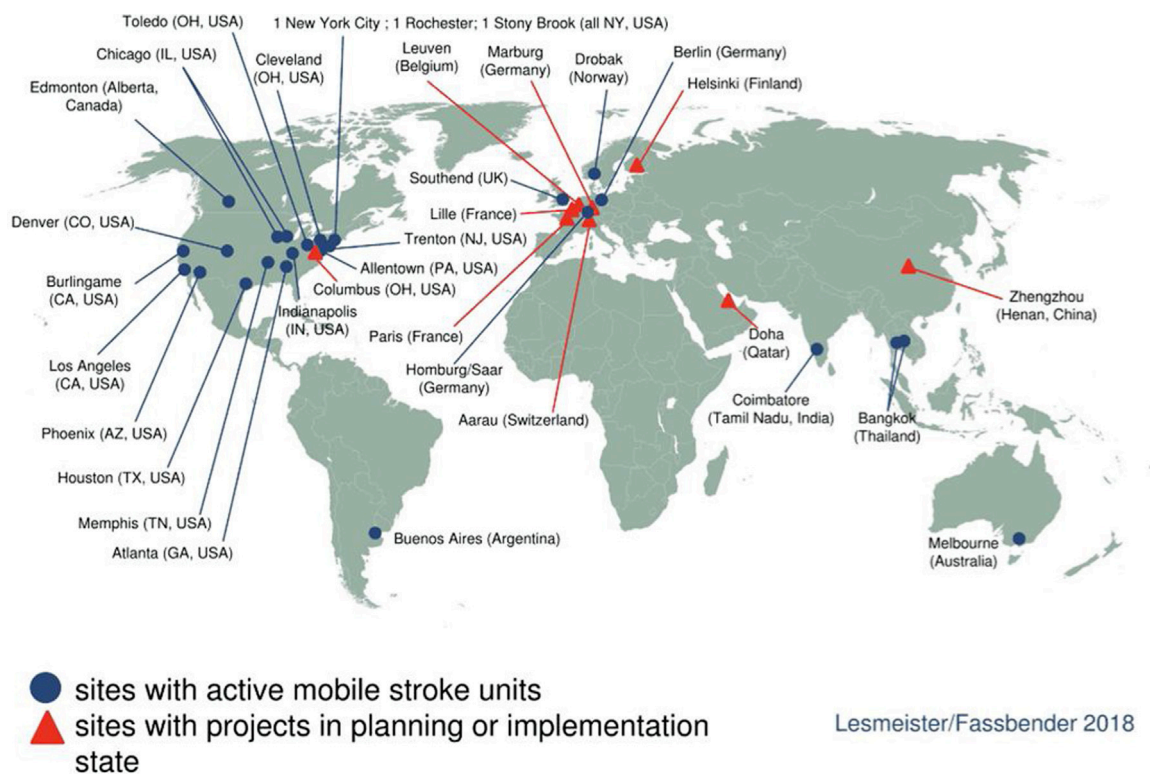 Toledo (OH, USA)
1 New York City ; 1 Rochester; 1 Stony Brook (all NY, USA)
Chicago (IL, USA)
Cleveland
(OH, USA)
Leuven
(Belgium)
Marburg
(Germany)
Drobak
(Norway)
Berlin (Germany)
Helsinki (Finland)
Edmonton (Alberta,
Canada)
Southend (UK)
Denver (CO, USA)
Lille (France)
Trenton (NJ, USA)
Allentown (PA, USA)
Burlingame
(CA, USA)
Columbus (OH, USA)
Indianapolis
(IN, USA)
Zhengzhou
(Henan, China)
Paris (France)
Doha
(Qatar)
Los Angeles
(CA, USA)
Homburg/Saar
(Germany)
Coimbatore
(Tamil Nadu, India)
Aarau (Switzerland)
Bangkok
(Thailand)
Phoenix (AZ, USA)
Houston (TX, USA)
Memphis (TN, USA)
Atlanta (GA, USA)
Buenos Aires (Argentina)
Melbourne
(Australia)
sites with active mobile stroke units
sites with projects in planning or implementation
state
Lesmeister/Fassbender 2018